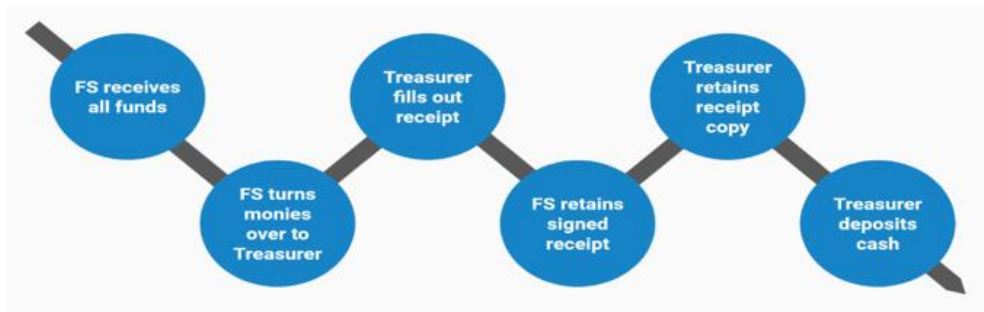 FS receives
all funds
FS turns
monies
over to
Treasurer
Treasurer
fills out
receipt
FS retains
signed
receipt
Treasurer
retains
receipt
copy
Treasurer
deposits
cash